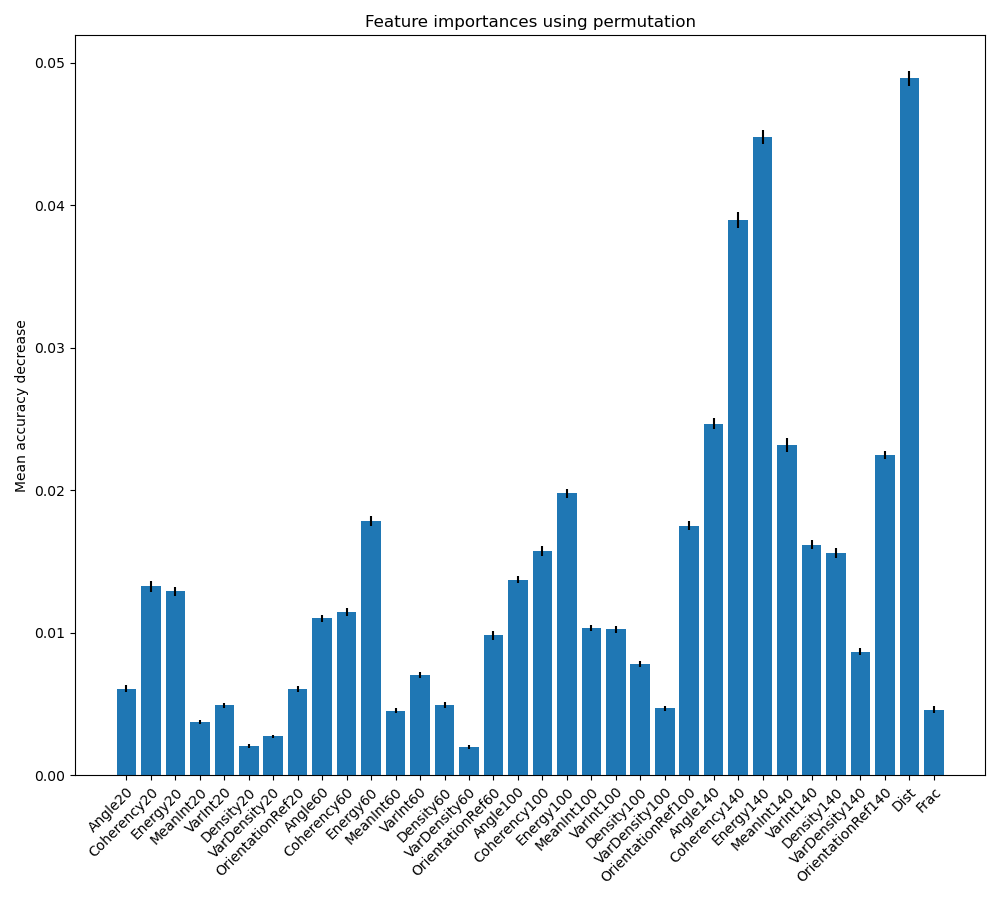 Feature importances using permutation
Mean accuracy decrease
0.05
0.04
0.03
0.02
0.01
0.00
Angle20
Coherency20
Energy20
MeanInt20
VarInt20
Density20
VarDensity20
OrientationRef20
Angle60
Coherency60
Energy60
MeanInt60
VarInt60
Density60
VarDensity60
OrientationRef60
Angle100
Coherency100
Energy100
MeanInt100
VarInt100
Density100
VarDensity100
OrientationRef100
Angle140
Coherency140
Energy140
MeanInt140
VarInt140
Density140
VarDensity140
OrientationRef140
Dist
Frac